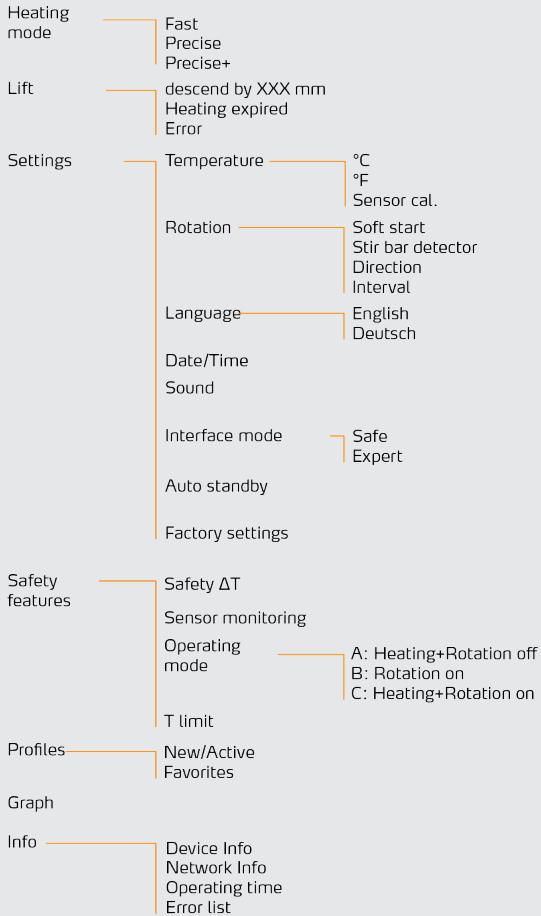 Heating
mode
Fast
Precise
Precise+
Lift
descend by XXX mm
Heating expired
Error
Settings
Temperature
°C
°F
Sensor cal.
Rotation
Soft start
Stir bar detector
Direction
Interval
Language
English
Deutsch
Date/Time
Sound
Interface mode
Safe
Expert
Auto standby
Factory settings
Safety
features
Safety ΔT
Sensor monitoring
Operating
mode
A: Heating+Rotation off
B: Rotation on
C: Heating+Rotation on
T limit
Profiles
New/Active
Favorites
Graph
Info
Device Info
Network Info
Operating time
Error list